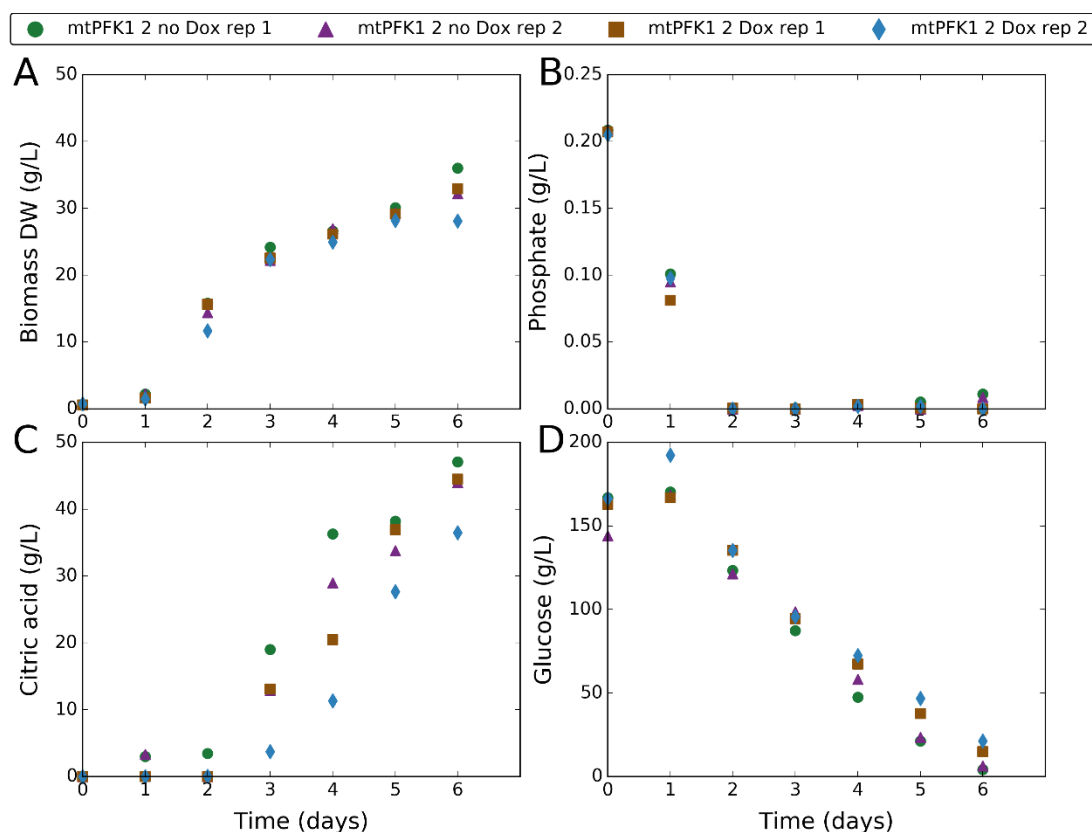 mtPFK1 2 no Dox rep 1 mtPFK1 2 no Dox rep 2 mtPFK1 2 Dox rep 1 mtPFK1 2 Dox rep 2
A
50
40
30
20
10
0
Biomass DW (g/L)
0 1 2 3 4 5 6
B
0.25
0.20
0.15
0.10
0.05
0.00
Phosphate (g/L)
0 1 2 3 4 5 6
C
50
40
30
20
10
0
Citric acid (g/L)
0 1 2 3 4 5 6
Time (days)
D
200
150
100
50
0
Glucose (g/L)
0 1 2 3 4 5 6
Time (days)